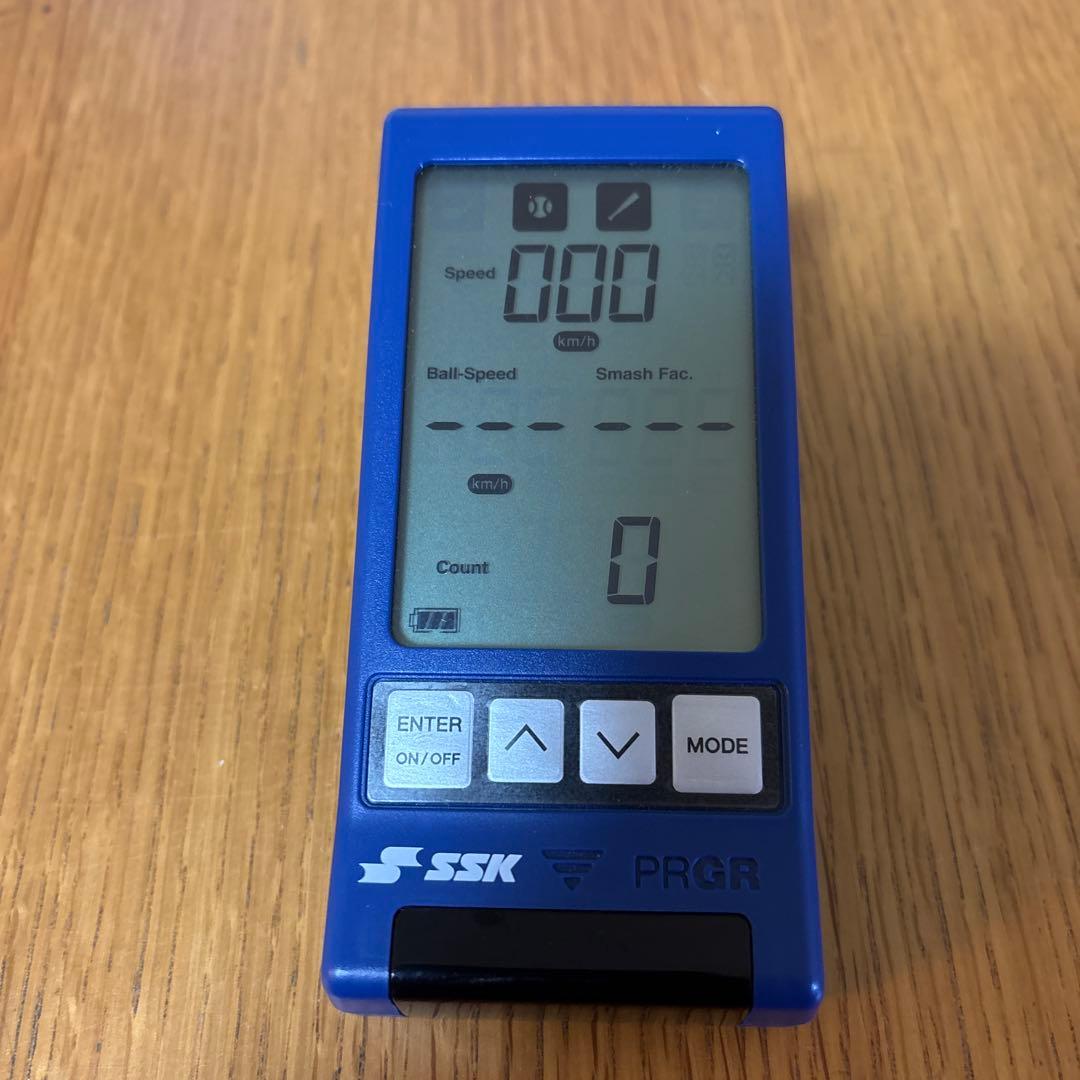 Speed 000
km/h
Ball-Speed Smash Fac.
--- ---
km/h
Count 0
ENTER
ON/OFF
MODE
SSK PRGR